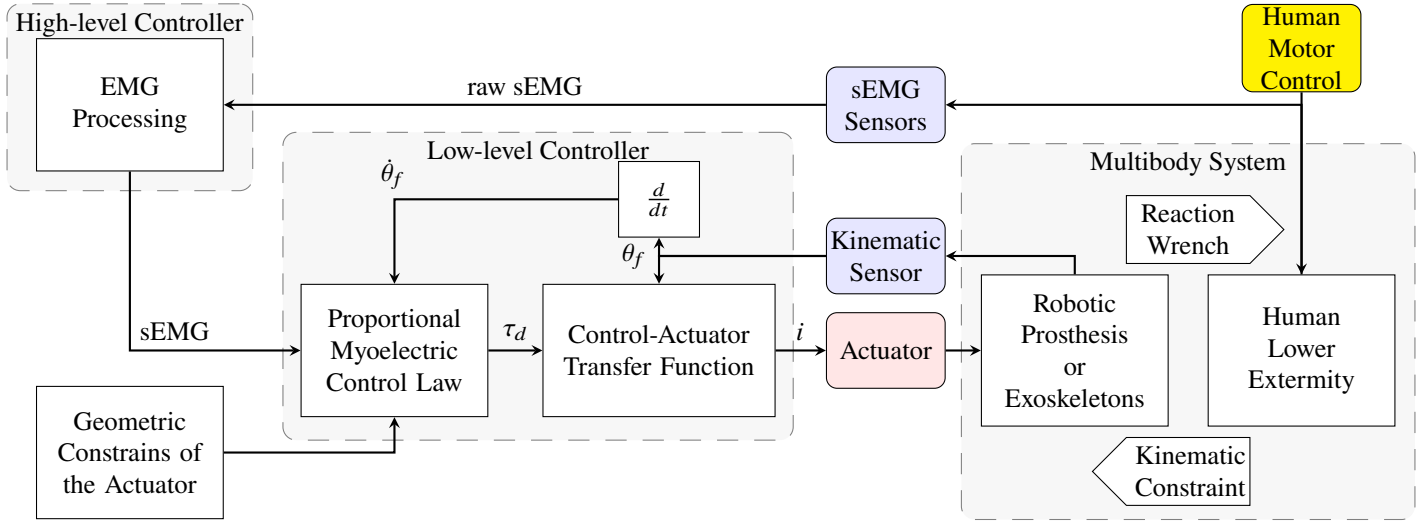 High-level Controller
EMG
Processing
raw sEMG
sEMG
Sensors
Human
Motor
Control
Low-level Controller
θ̇_f
d/dt
θ_f
Kinematic
Sensor
Multibody System
Reaction
Wrench
sEMG
Proportional
Myoelectric
Control Law
τ_d
Control-Actuator
Transfer Function
i
Actuator
Robotic
Prosthesis
or
Exoskeletons
Human
Lower
Extermity
Geometric
Constrains of
the Actuator
Kinematic
Constraint